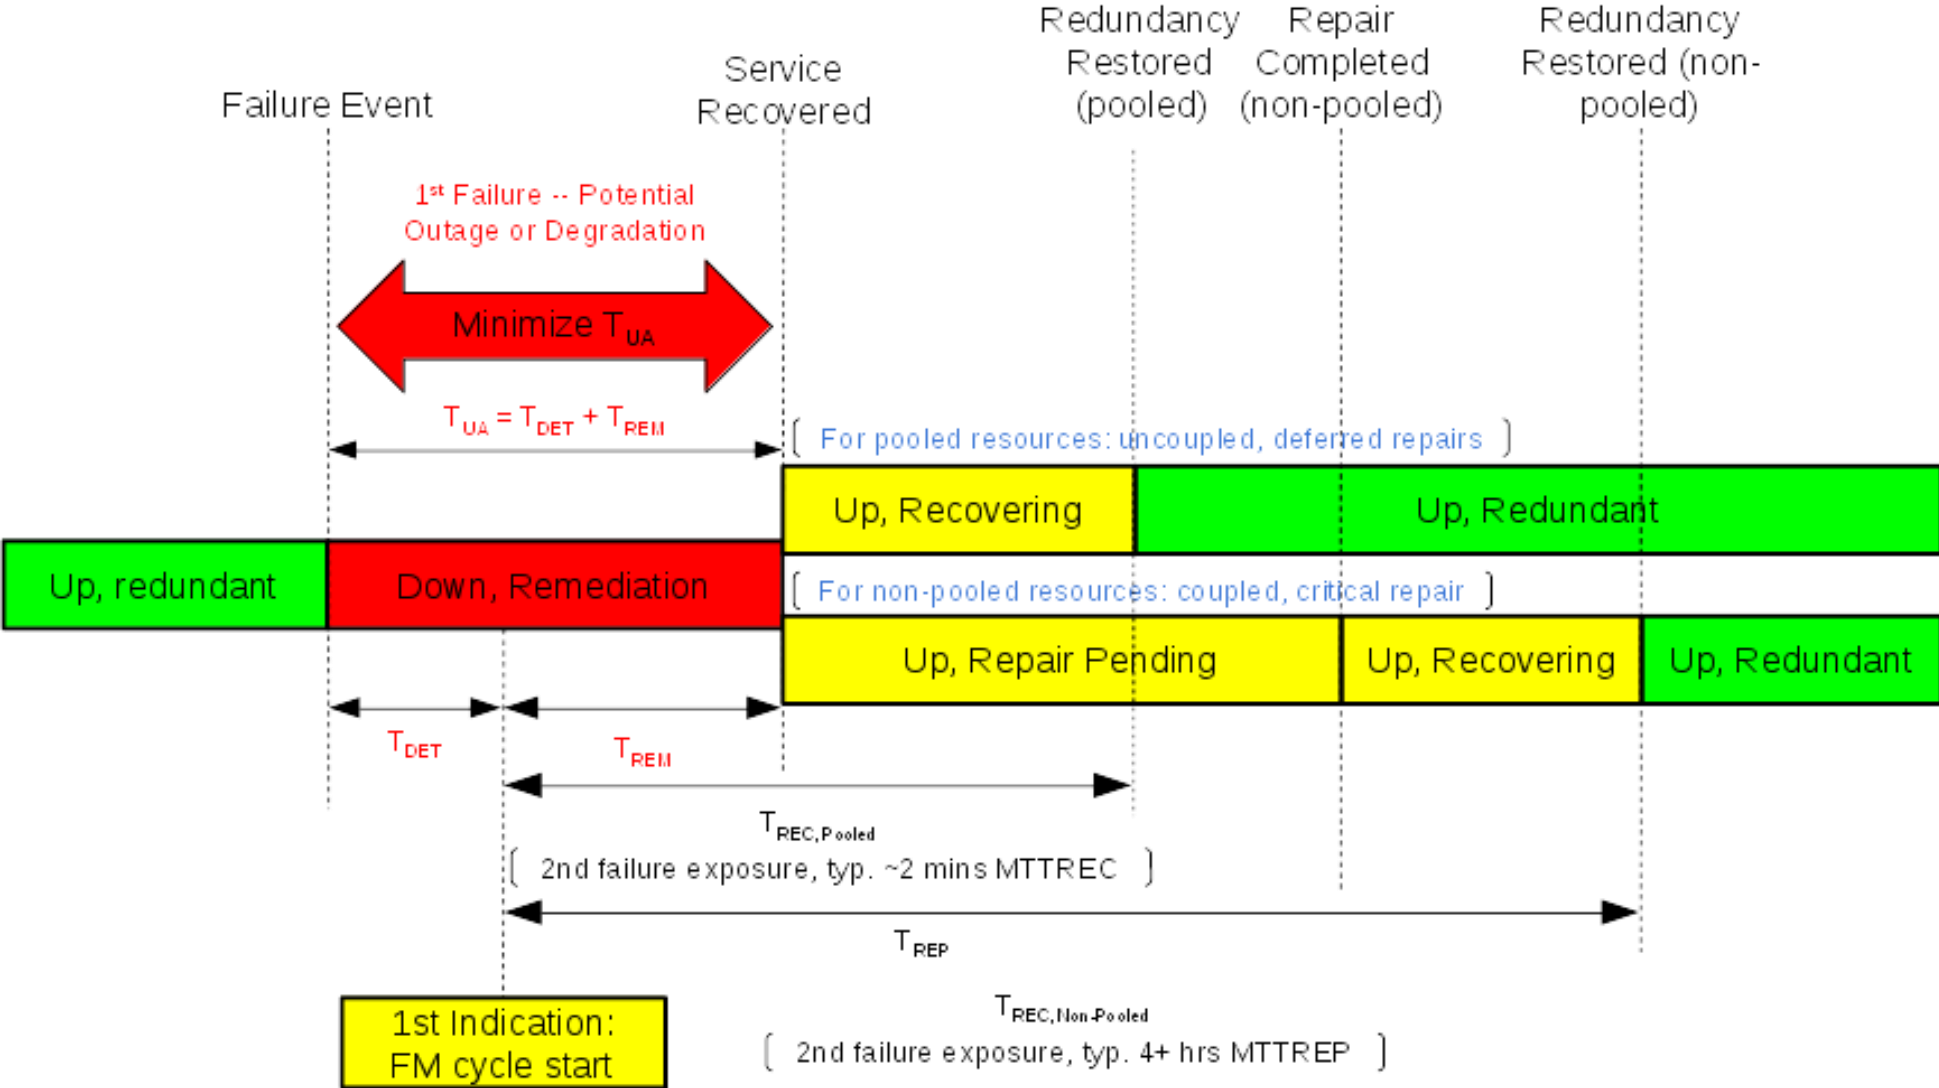 Redundancy
Restored
(pooled)
Repair
Completed
(non-pooled)
Redundancy
Restored (non-
pooled)
Service
Recovered
Failure Event
1st Failure -- Potential
Outage or Degradation
Minimize TUA
TUA = TDET + TREM
[ For pooled resources: uncoupled, deferred repairs ]
Up, Recovering
Up, Redundant
Up, redundant
Down, Remediation
[ For non-pooled resources: coupled, critical repair ]
Up, Repair Pending
Up, Recovering
Up, Redundant
TDET
TREM
TREC,Pooled
[ 2nd failure exposure, typ. ~2 mins MTTREC ]
TREP
TREC,Non-Pooled
[ 2nd failure exposure, typ. 4+ hrs MTTREP ]
1st Indication:
FM cycle start